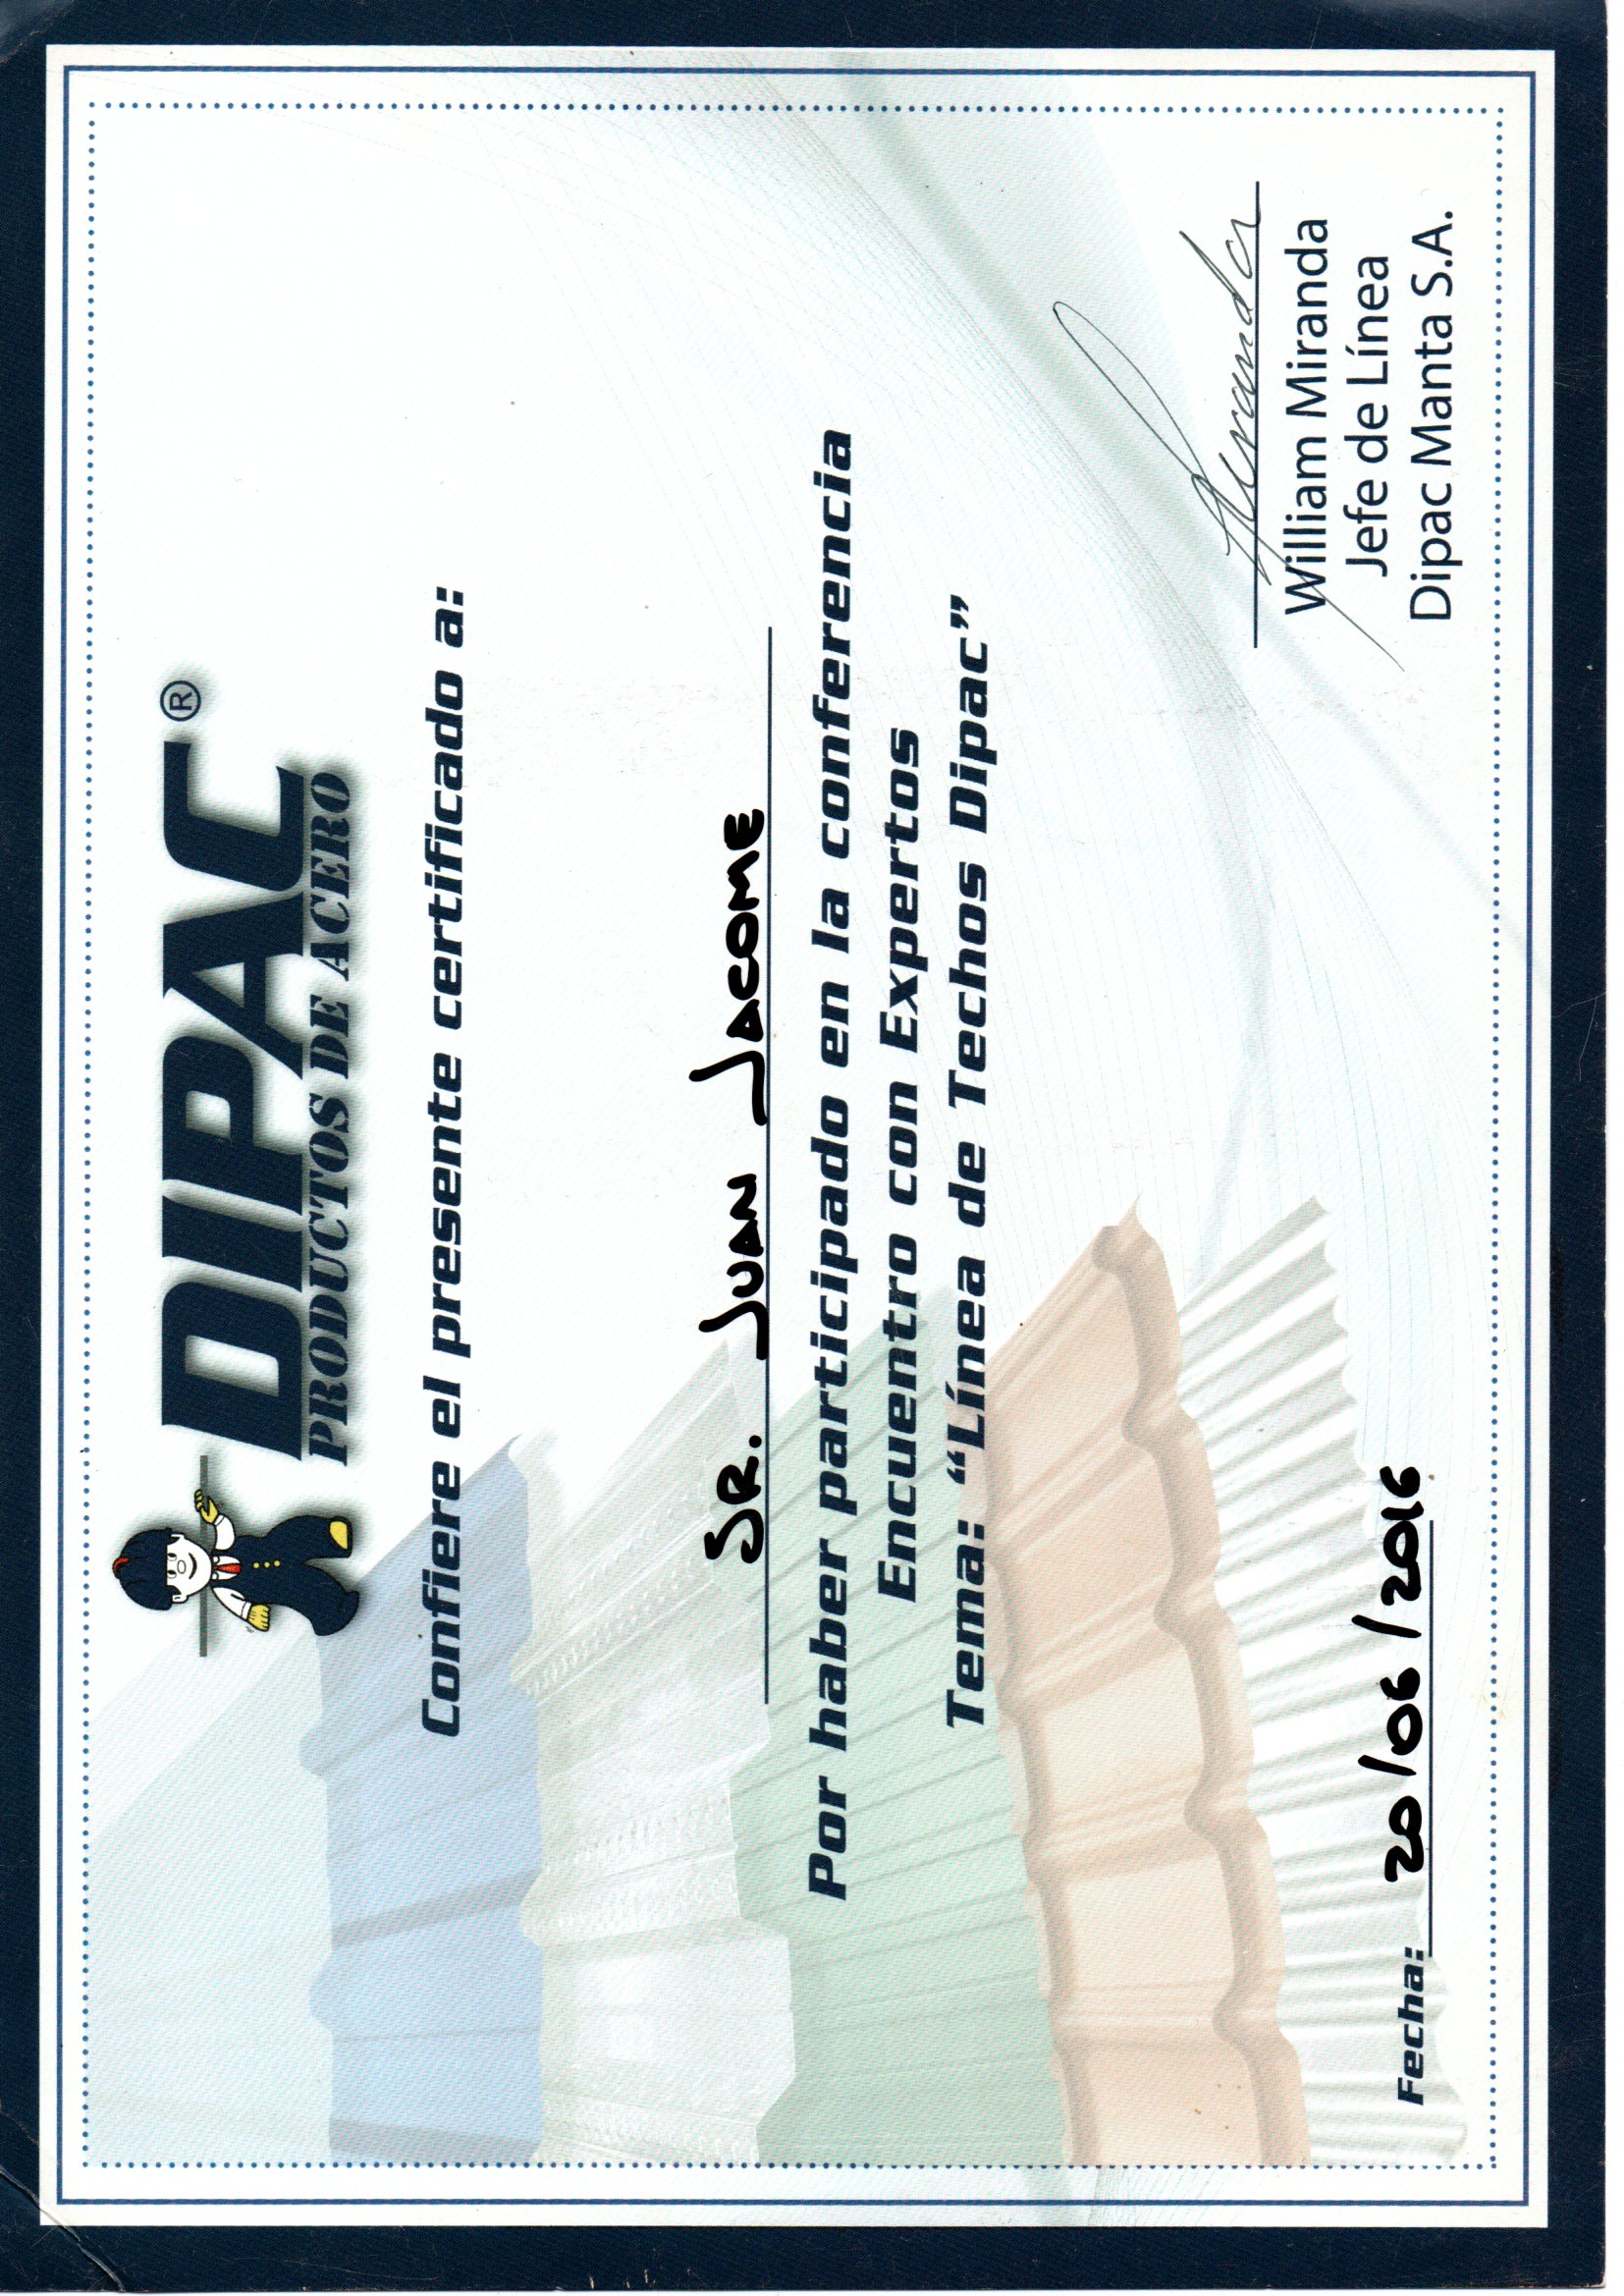 DIPAC®
PRODUCTOS DE ACERO
Confiere el presente certificado a:
SR. JUAN JACOME
Por haber participado en la conferencia
Encuentro con Expertos
Tema: “Línea de Techos Dipac”
Miranda
William Miranda
Jefe de Línea
Dipac Manta S.A.
Fecha: 20/06/2016